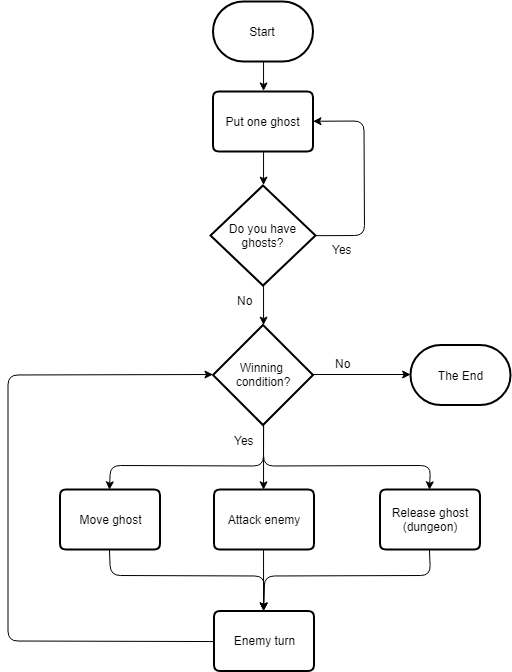 Start
Put one ghost
Do you have
ghosts?
Yes
No
Winning
condition?
No
The End
Yes
Move ghost
Attack enemy
Release ghost
(dungeon)
Enemy turn